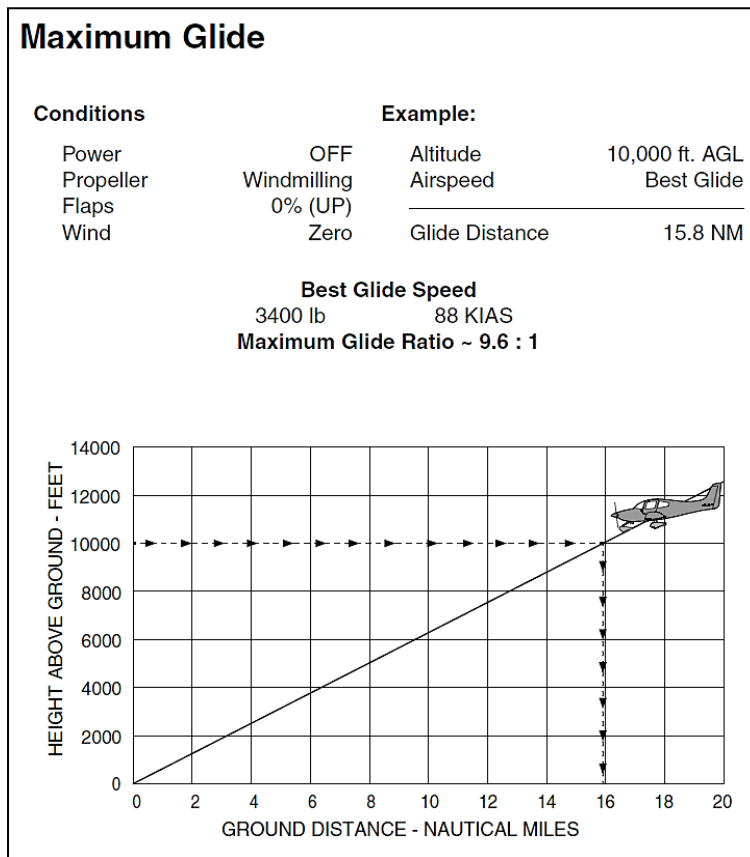 Maximum Glide
Conditions
Example:
Power OFF
Altitude 10,000 ft. AGL
Propeller Windmilling
Airspeed Best Glide
Flaps 0% (UP)
Wind Zero
Glide Distance 15.8 NM
Best Glide Speed
3400 lb 88 KIAS
Maximum Glide Ratio ~ 9.6 : 1
HEIGHT ABOVE GROUND - FEET
14000
12000
10000
8000
6000
4000
2000
0
0 2 4 6 8 10 12 14 16 18 20
GROUND DISTANCE - NAUTICAL MILES